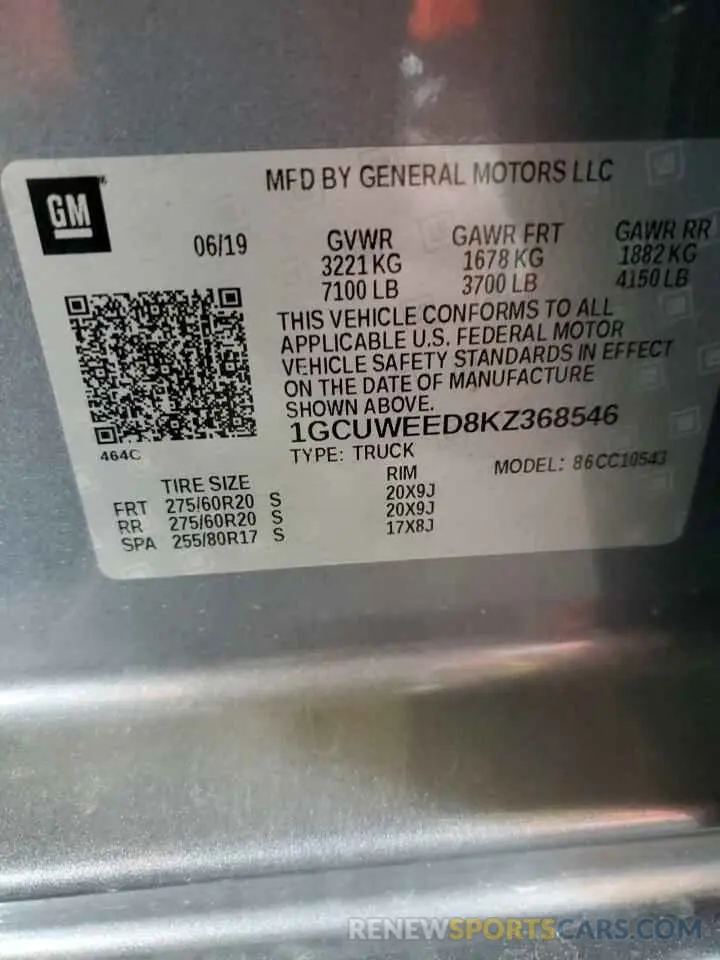 GM
MFD BY GENERAL MOTORS LLC
06/19 GVWR GAWR FRT GAWR RR
3221 KG 1678 KG 1882 KG
7100 LB 3700 LB 4150 LB
THIS VEHICLE CONFORMS TO ALL
APPLICABLE U.S. FEDERAL MOTOR
VEHICLE SAFETY STANDARDS IN EFFECT
ON THE DATE OF MANUFACTURE
SHOWN ABOVE.
1GCUWEED8KZ368546
464C
TYPE: TRUCK MODEL: 86CC10543
TIRE SIZE RIM
FRT 275/60R20 S 20X9J
RR 275/60R20 S 20X9J
SPA 255/80R17 S 17X8J
RENEWSPORTSCARS.COM